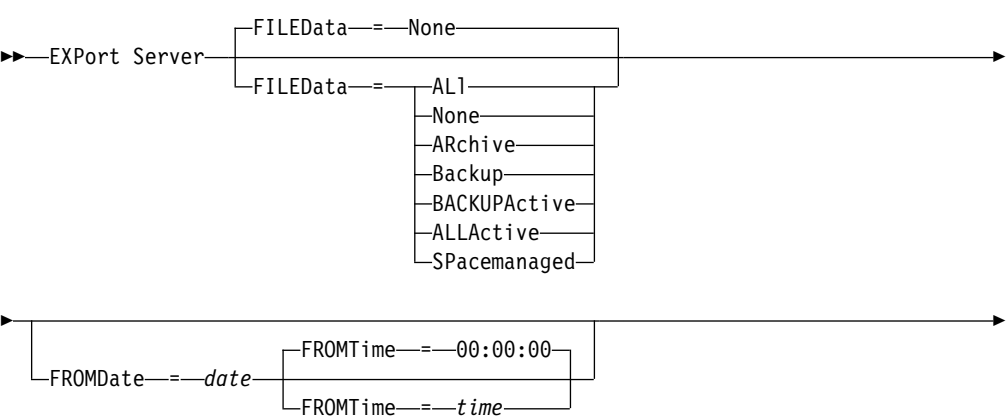 FILEData = None
EXPort Server
FILEData = ALl
None
ARchive
Backup
BACKUPActive
ALLActive
SPacemanaged
FROMTime = 00:00:00
FROMDate = date
FROMTime = time